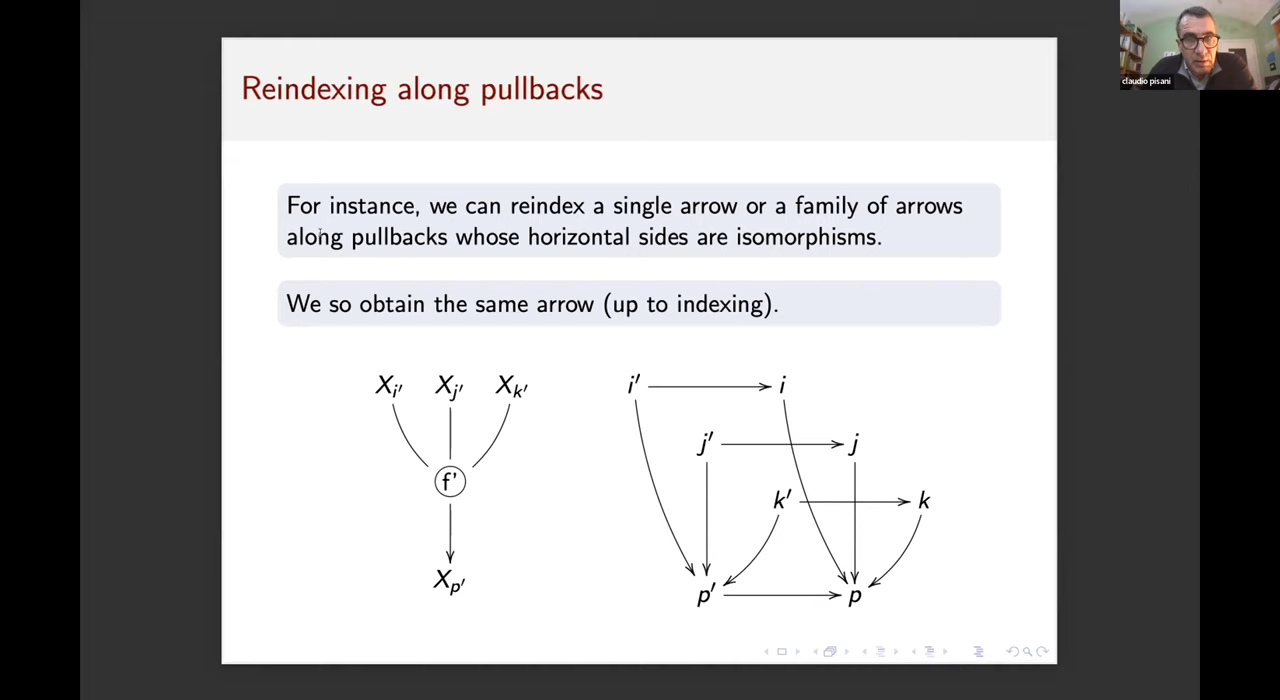 Reindexing along pullbacks
claudio pisani
For instance, we can reindex a single arrow or a family of arrows
along pullbacks whose horizontal sides are isomorphisms.
We so obtain the same arrow (up to indexing).
X_{i'} X_{j'} X_{k'}
f'
X_{p'}
i' i
j' j
k' k
p' p